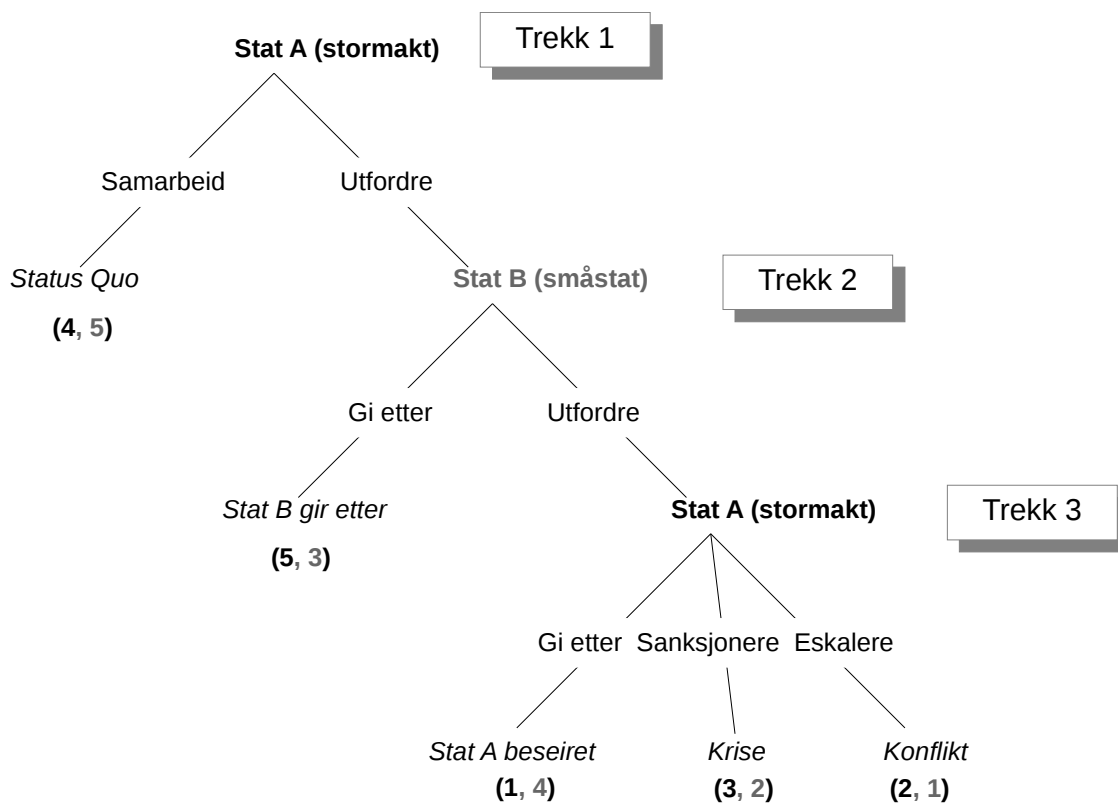 Stat A (stormakt)
Trekk 1
Samarbeid
Utfordre
Status Quo
(4, 5)
Stat B (småstat)
Trekk 2
Gi etter
Utfordre
Stat B gir etter
(5, 3)
Stat A (stormakt)
Trekk 3
Gi etter
Sanksjonere
Eskalere
Stat A beseiret
(1, 4)
Krise
(3, 2)
Konflikt
(2, 1)